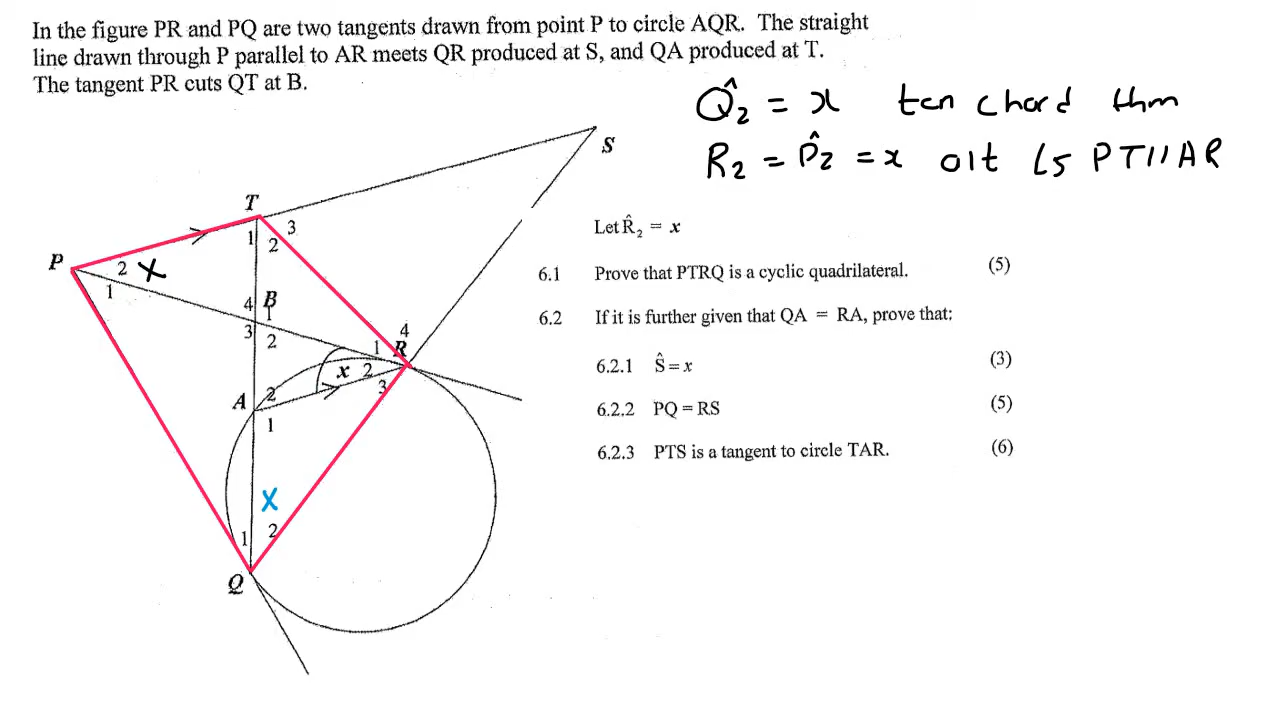 In the figure PR and PQ are two tangents drawn from point P to circle AQR. The straight
line drawn through P parallel to AR meets QR produced at S, and QA produced at T.
The tangent PR cuts QT at B.
Q̂₂ = x tan chord thm
R₂ = P̂₂ = x alt ∠s PT//AR
S
T
3
1 2
P
2 X
1
4 B
1
3 2
4
1 R
x 2
3
A 2
1
X
1 2
Q
Let R̂₂ = x
6.1 Prove that PTRQ is a cyclic quadrilateral. (5)
6.2 If it is further given that QA = RA, prove that:
6.2.1 Ŝ = x (3)
6.2.2 PQ = RS (5)
6.2.3 PTS is a tangent to circle TAR. (6)